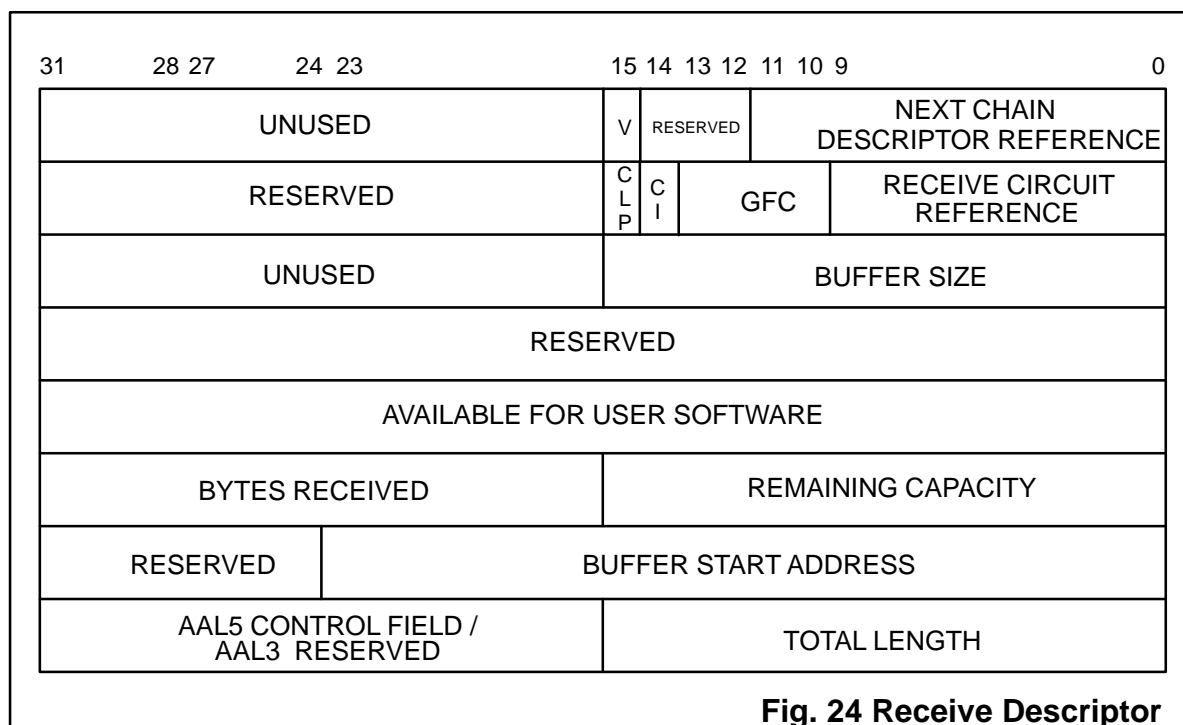 31 28 27 24 23 15 14 13 12 11 10 9 0
UNUSED V RESERVED NEXT CHAIN
DESCRIPTOR REFERENCE
RESERVED CLP CI GFC RECEIVE CIRCUIT
REFERENCE
UNUSED BUFFER SIZE
RESERVED
AVAILABLE FOR USER SOFTWARE
BYTES RECEIVED REMAINING CAPACITY
RESERVED BUFFER START ADDRESS
AAL5 CONTROL FIELD /
AAL3 RESERVED TOTAL LENGTH
Fig. 24 Receive Descriptor